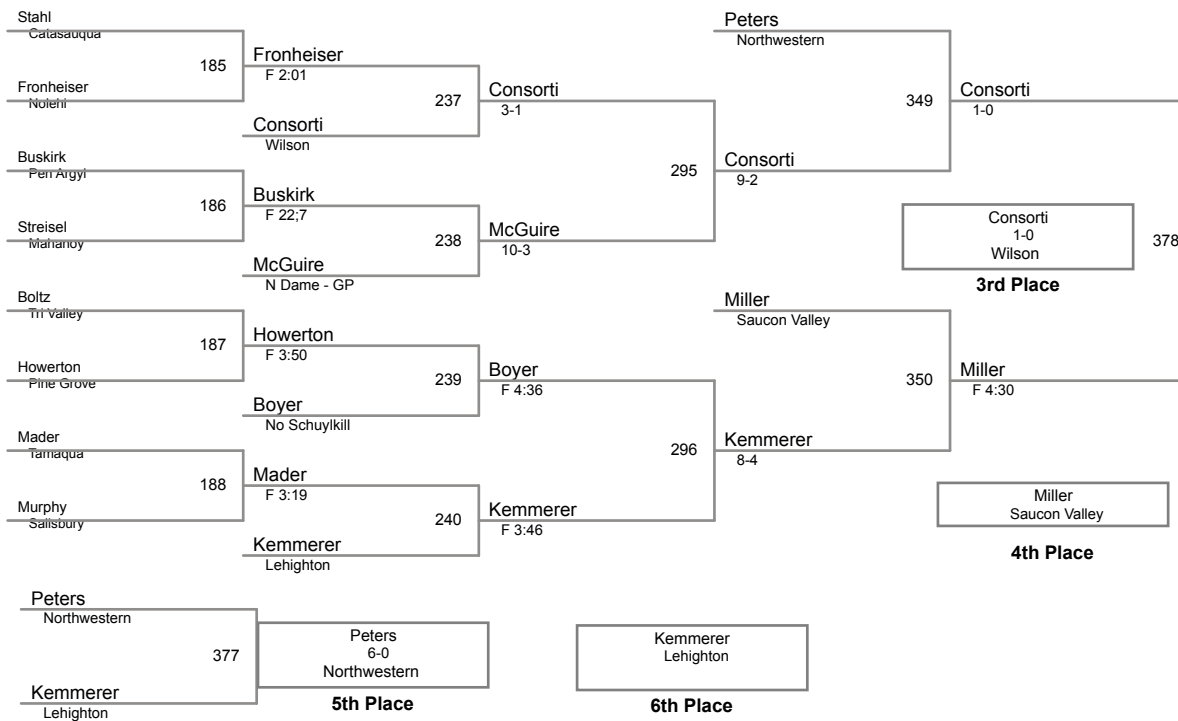 Stahl
Catasauqua
185
Fronheiser
Nolehi
Fronheiser
F 2:01
237
Consorti
Wilson
Consorti
3-1
Buskirk
Pen Argyl
186
Streisel
Mahanoy
Buskirk
F 22;7
238
McGuire
N Dame - GP
McGuire
10-3
295
Consorti
9-2
Peters
Northwestern
349
Consorti
1-0
Consorti
1-0
Wilson
378
3rd Place
Boltz
Tri Valley
187
Howerton
Pine Grove
Howerton
F 3:50
239
Boyer
No Schuylkill
Boyer
F 4:36
Mader
Tamaqua
188
Murphy
Salisbury
Mader
F 3:19
240
Kemmerer
Lehighton
Kemmerer
F 3:46
296
Kemmerer
8-4
Miller
Saucon Valley
350
Miller
F 4:30
Miller
Saucon Valley
4th Place
Peters
Northwestern
377
Kemmerer
Lehighton
Peters
6-0
Northwestern
5th Place
Kemmerer
Lehighton
6th Place